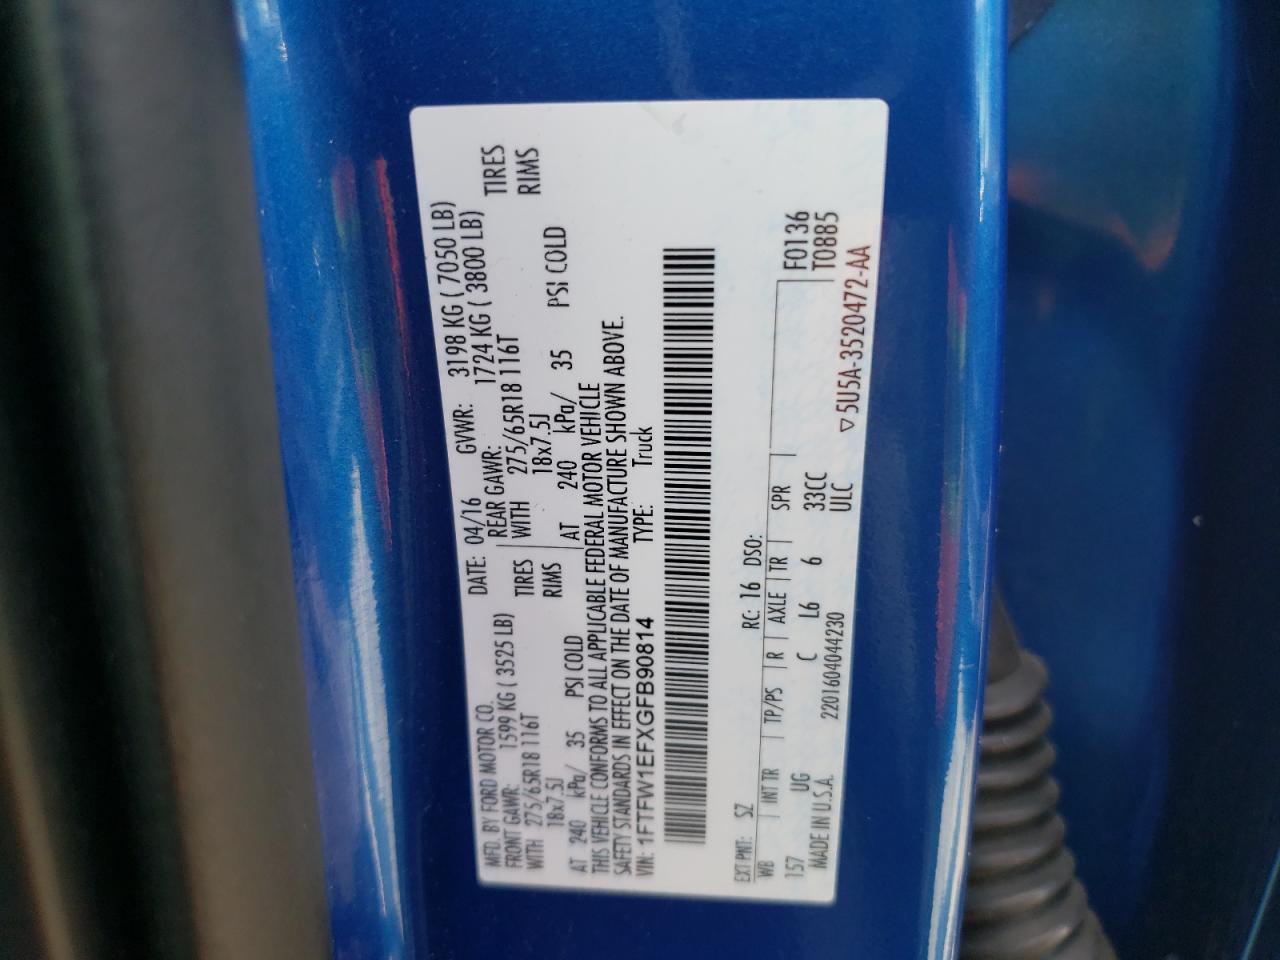 MFD. BY FORD MOTOR CO.
DATE: 04/16 GVWR: 3198 KG ( 7050 LB)
FRONT GAWR: 1599 KG ( 3525 LB) REAR GAWR: 1724 KG ( 3800 LB)
WITH 275/65R18 116T TIRES WITH 275/65R18 116T TIRES
18x7.5J RIMS 18x7.5J RIMS
AT 240 kPa/ 35 PSI COLD AT 240 kPa/ 35 PSI COLD
THIS VEHICLE CONFORMS TO ALL APPLICABLE FEDERAL MOTOR VEHICLE
SAFETY STANDARDS IN EFFECT ON THE DATE OF MANUFACTURE SHOWN ABOVE.
VIN: 1FTFW1EFXGFB90814 TYPE: Truck
EXT PNT: SZ RC: 16 DSO:
WB INT TR TP/PS R AXLE TR SPR F0136
157 UG C L6 6 33CC T0885
MADE IN U.S.A. 220160404230 ULC
▽5U5A-3520472-AA